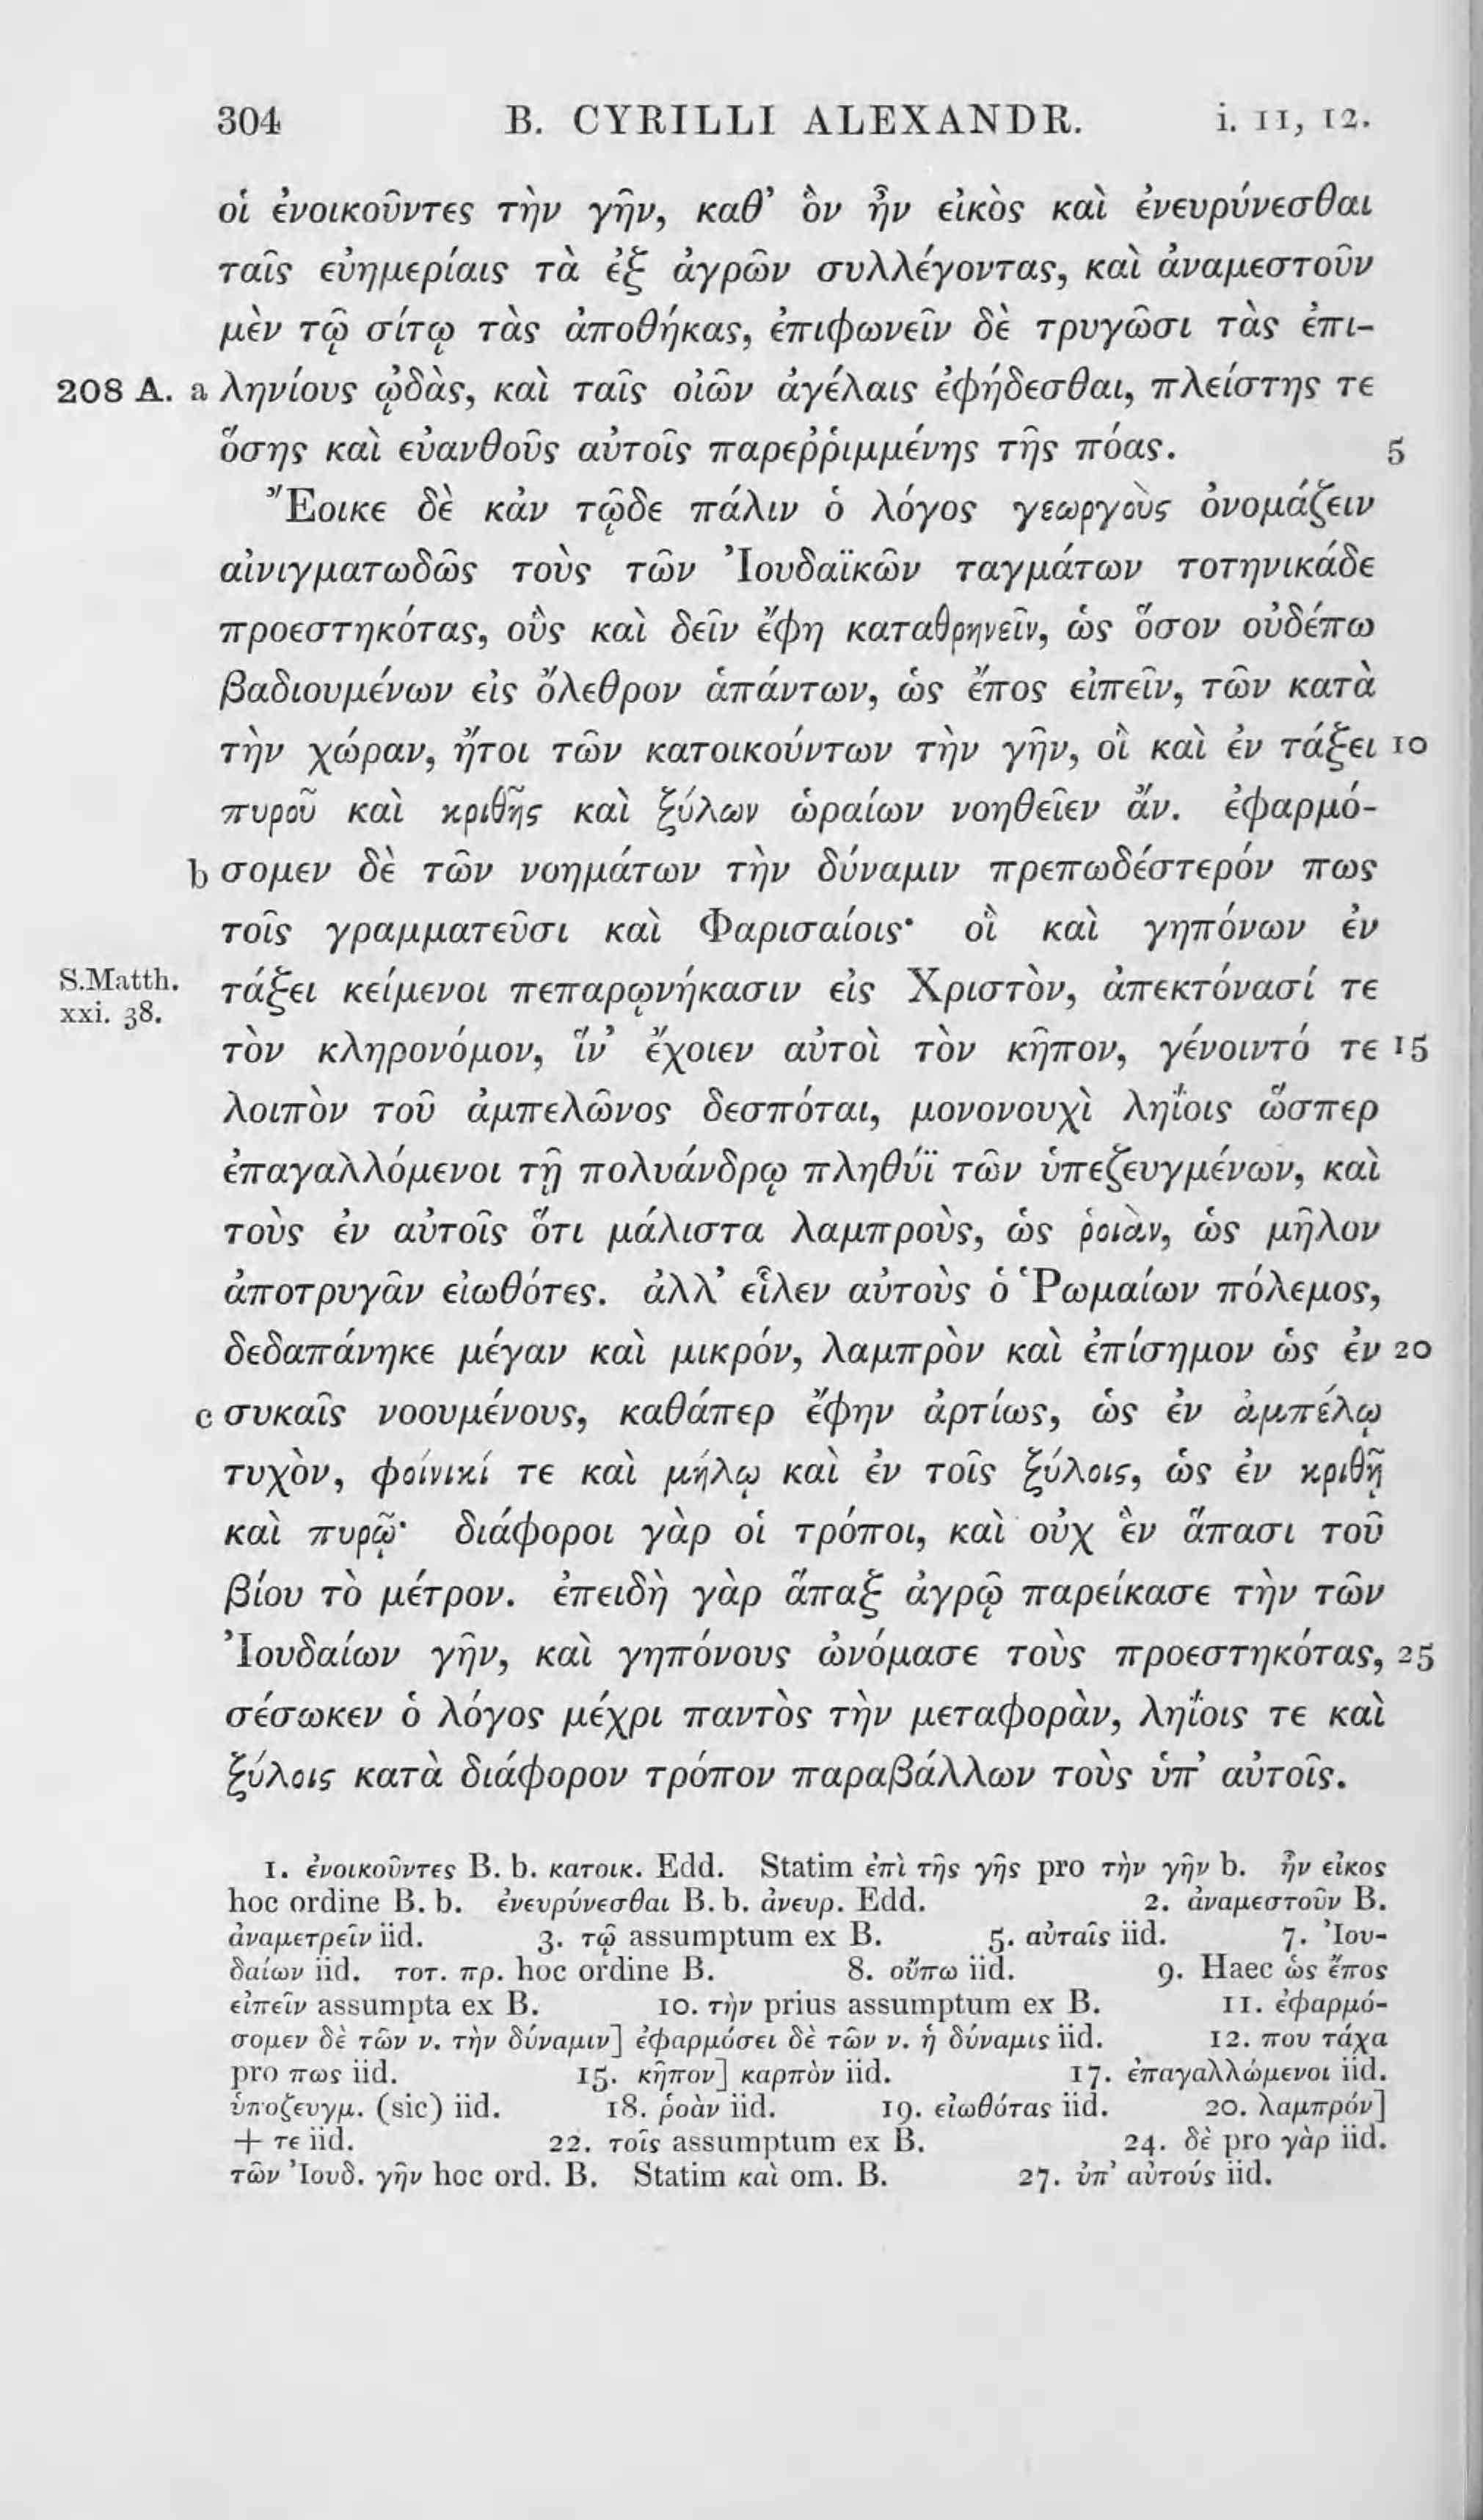 304 B. CYRILLI ALEXANDR. i. 11, 12.
οἱ ἐνοικοῦντες τὴν γῆν, καθ’ ὃν ἦν εἰκὸς καὶ ἐνευρύνεσθαι
ταῖς εὐημερίαις τὰ ἐξ ἀγρῶν συλλέγοντας, καὶ ἀναμεστοῦν
μὲν τῷ σίτῳ τὰς ἀποθήκας, ἐπιφωνεῖν δὲ τρυγῶσι τὰς ἐπι-
208 A. a ληνίους ᾠδὰς, καὶ ταῖς οἰῶν ἀγέλαις ἐφήδεσθαι, πλείστης τε
ὅσης καὶ εὐανθοῦς αὐτοῖς παρεῤῥιμμένης τῆς πόας. 5
Ἔοικε δὲ κἀν τῷδε πάλιν ὁ λόγος γεωργοὺς ὀνομάζειν
αἰνιγματωδῶς τοὺς τῶν Ἰουδαϊκῶν ταγμάτων τοτηνικάδε
προεστηκότας, οὓς καὶ δεῖν ἔφη καταθρηνεῖν, ὡς ὅσον οὐδέπω
βαδιουμένων εἰς ὄλεθρον ἁπάντων, ὡς ἔπος εἰπεῖν, τῶν κατὰ
τὴν χώραν, ἤτοι τῶν κατοικούντων τὴν γῆν, οἳ καὶ ἐν τάξει 10
πυροῦ καὶ κριθῆς καὶ ξύλων ὡραίων νοηθεῖεν ἄν. ἐφαρμό-
b σομεν δὲ τῶν νοημάτων τὴν δύναμιν πρεπωδέστερόν πως
τοῖς γραμματεῦσι καὶ Φαρισαίοις· οἳ καὶ γηπόνων ἐν
S.Matth. xxi. 38. τάξει κείμενοι πεπαρῳνήκασιν εἰς Χριστὸν, ἀπεκτόνασί τε
τὸν κληρονόμον, ἵν’ ἔχοιεν αὐτοὶ τὸν κῆπον, γένοιντό τε 15
λοιπὸν τοῦ ἀμπελῶνος δεσπόται, μονονουχὶ ληΐοις ὥσπερ
ἐπαγαλλόμενοι τῇ πολυάνδρῳ πληθύϊ τῶν ὑπεζευγμένων, καὶ
τοὺς ἐν αὐτοῖς ὅτι μάλιστα λαμπροὺς, ὡς ῥοιὰν, ὡς μῆλον
ἀποτρυγᾶν εἰωθότες. ἀλλ’ εἷλεν αὐτοὺς ὁ Ῥωμαίων πόλεμος,
δεδαπάνηκε μέγαν καὶ μικρόν, λαμπρὸν καὶ ἐπίσημον ὡς ἐν 20
c συκαῖς νοουμένους, καθάπερ ἔφην ἀρτίως, ὡς ἐν ἀμπέλῳ
τυχὸν, φοίνικί τε καὶ μήλῳ καὶ ἐν τοῖς ξύλοις, ὡς ἐν κριθῇ
καὶ πυρῷ· διάφοροι γὰρ οἱ τρόποι, καὶ οὐχ ἓν ἅπασι τοῦ
βίου τὸ μέτρον. ἐπειδὴ γὰρ ἅπαξ ἀγρῷ παρείκασε τὴν τῶν
Ἰουδαίων γῆν, καὶ γηπόνους ὠνόμασε τοὺς προεστηκότας, 25
σέσωκεν ὁ λόγος μέχρι παντὸς τὴν μεταφορὰν, ληΐοις τε καὶ
ξύλοις κατὰ διάφορον τρόπον παραβάλλων τοὺς ὑπ’ αὐτοῖς.
1. ἐνοικοῦντες B. b. κατοικ. Edd. Statim ἐπὶ τῆς γῆς pro τὴν γῆν b. ἦν εἰκος
hoc ordine B. b. ἐνευρύνεσθαι B. b. ἀνευρ. Edd. 2. ἀναμεστοῦν B.
ἀναμετρεῖν iid. 3. τῷ assumptum ex B. 5. αὐταῖς iid. 7. Ἰου-
δαίων iid. τοτ. πρ. hoc ordine B. 8. οὔπω iid. 9. Haec ὡς ἔπος
εἰπεῖν assumpta ex B. 10. τὴν prius assumptum ex B. 11. ἐφαρμό-
σομεν δὲ τῶν ν. τὴν δύναμιν] ἐφαρμόσει δὲ τῶν ν. ἡ δύναμις iid. 12. που τάχα
pro πως iid. 15. κῆπον] καρπὸν iid. 17. ἐπαγαλλώμενοι iid.
ὑποζευγμ. (sic) iid. 18. ῥοὰν iid. 19. εἰωθότας iid. 20. λαμπρόν]
+ τε iid. 22. τοῖς assumptum ex B. 24. δὲ pro γὰρ iid.
τῶν Ἰουδ. γῆν hoc ord. B. Statim καὶ om. B. 27. ὑπ’ αὐτούς iid.